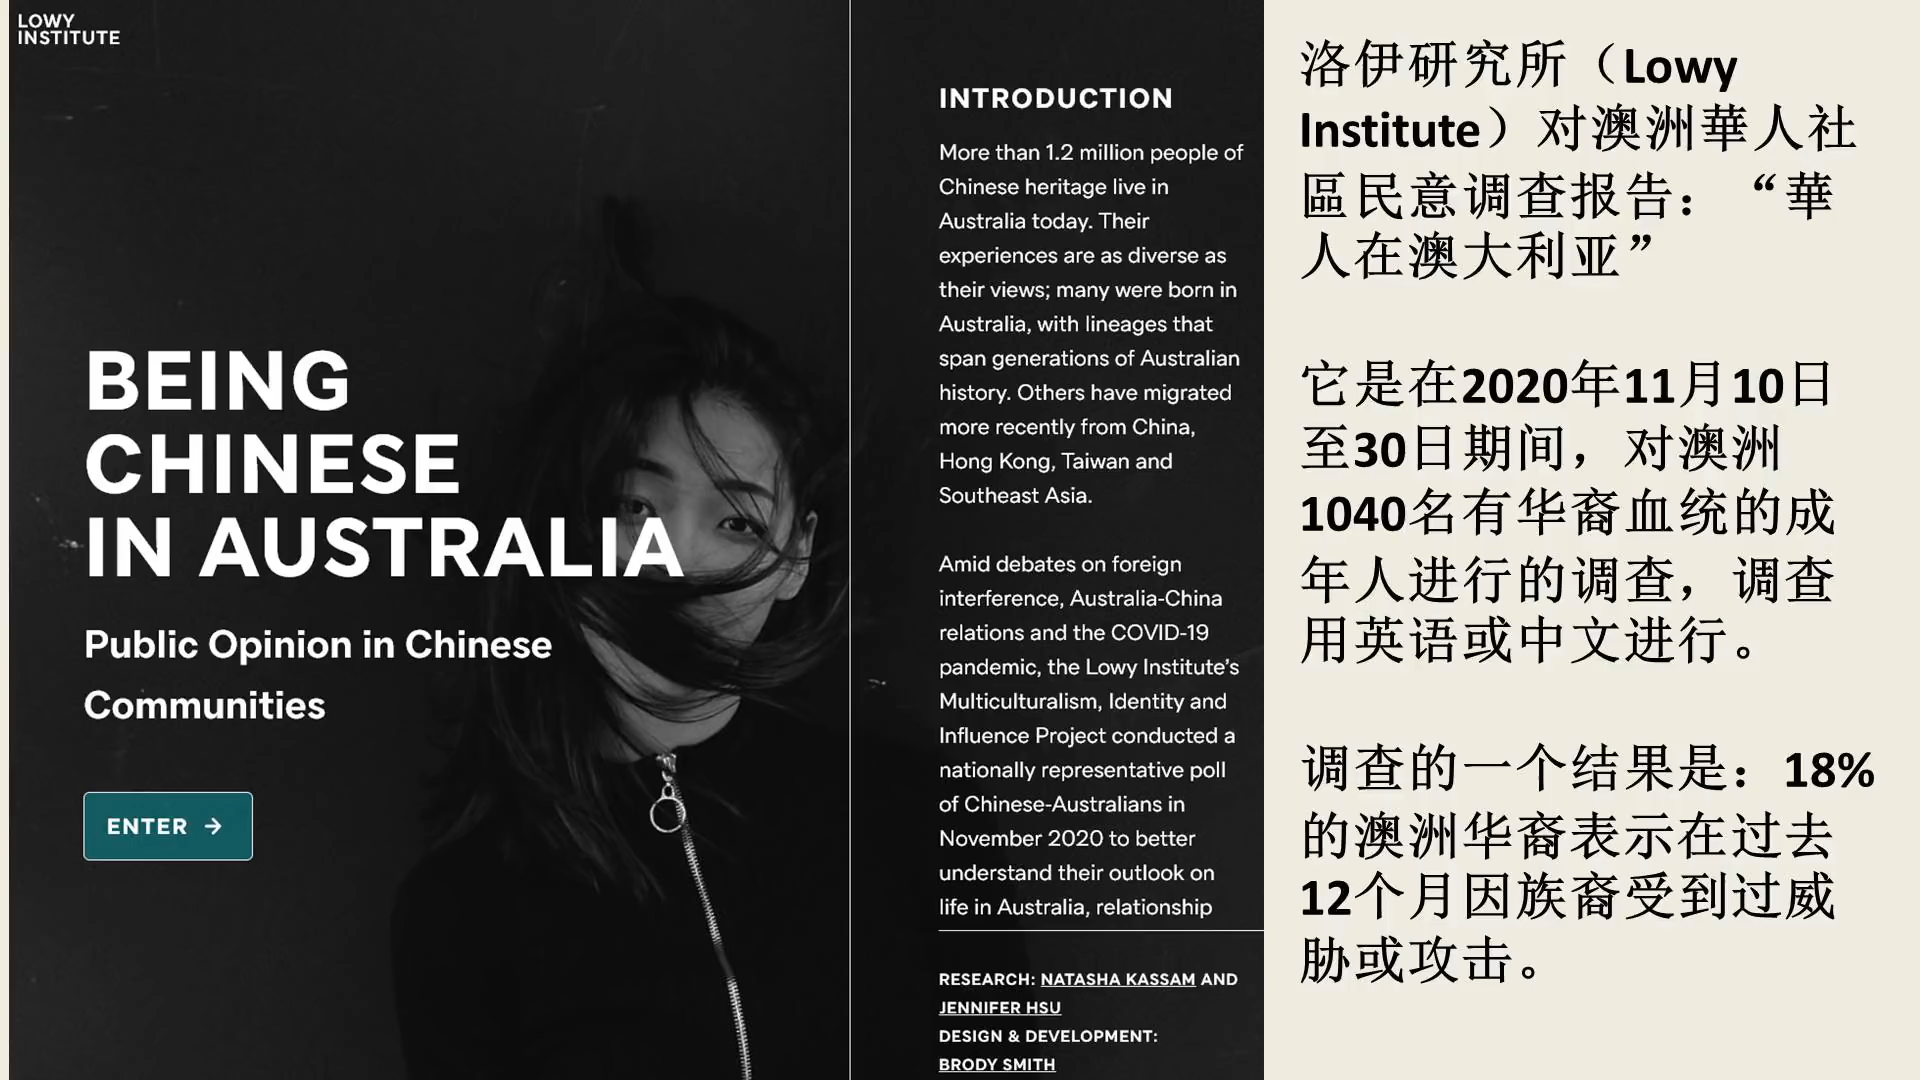 LOWY
INSTITUTE
BEING
CHINESE
IN AUSTRALIA
Public Opinion in Chinese
Communities
ENTER →
INTRODUCTION
More than 1.2 million people of
Chinese heritage live in
Australia today. Their
experiences are as diverse as
their views; many were born in
Australia, with lineages that
span generations of Australian
history. Others have migrated
more recently from China,
Hong Kong, Taiwan and
Southeast Asia.
Amid debates on foreign
interference, Australia-China
relations and the COVID-19
pandemic, the Lowy Institute’s
Multiculturalism, Identity and
Influence Project conducted a
nationally representative poll
of Chinese-Australians in
November 2020 to better
understand their outlook on
life in Australia, relationship
RESEARCH: NATASHA KASSAM AND
JENNIFER HSU
DESIGN & DEVELOPMENT:
BRODY SMITH
洛伊研究所（Lowy
Institute）对澳洲華人社
區民意调查报告：“華
人在澳大利亚”
它是在2020年11月10日
至30日期间，对澳洲
1040名有华裔血统的成
年人进行的调查，调查
用英语或中文进行。
调查的一个结果是：18%
的澳洲华裔表示在过去
12个月因族裔受到过威
胁或攻击。